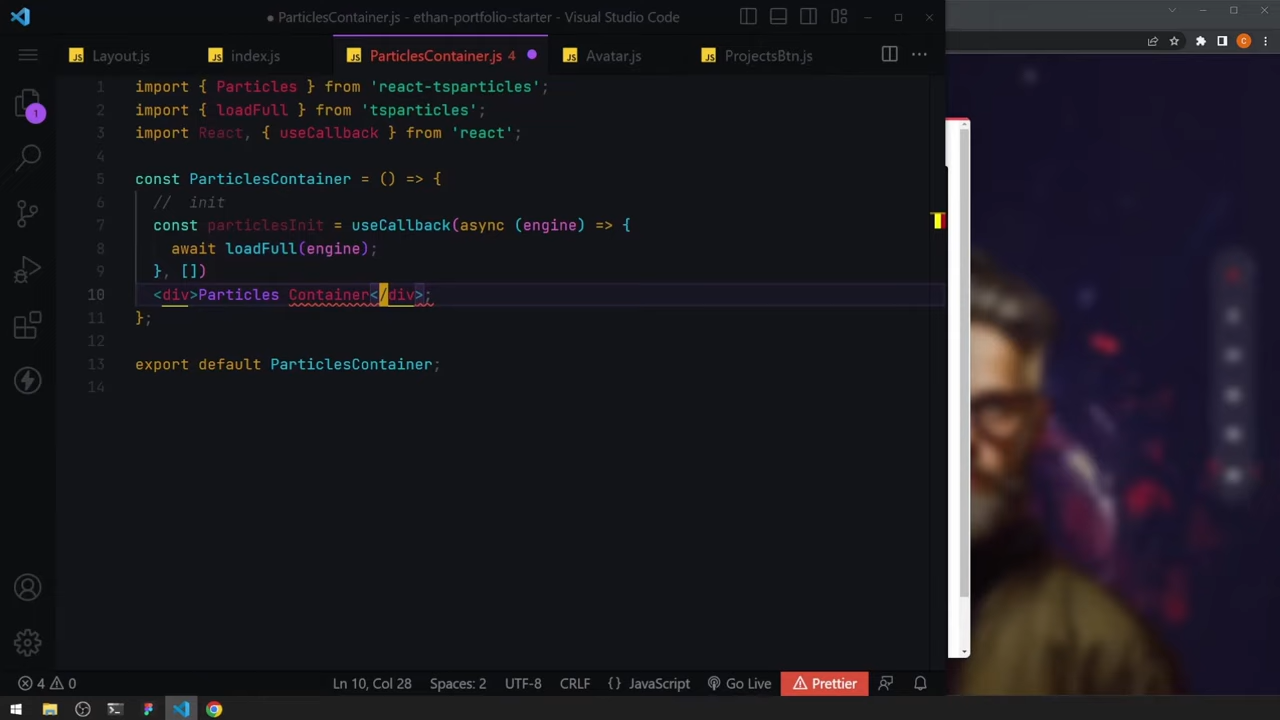 ParticlesContainer.js - ethan-portfolio-starter - Visual Studio Code
Layout.js index.js ParticlesContainer.js 4 Avatar.js ProjectsBtn.js
1 import { Particles } from 'react-tsparticles';
2 import { loadFull } from 'tsparticles';
3 import React, { useCallback } from 'react';
4
5 const ParticlesContainer = () => {
6 // init
7 const particlesInit = useCallback(async (engine) => {
8 await loadFull(engine);
9 }, [])
10 <div>Particles Container</div>;
11 };
12
13 export default ParticlesContainer;
14
1
4 0 Ln 10, Col 28 Spaces: 2 UTF-8 CRLF {} JavaScript Go Live Prettier
C